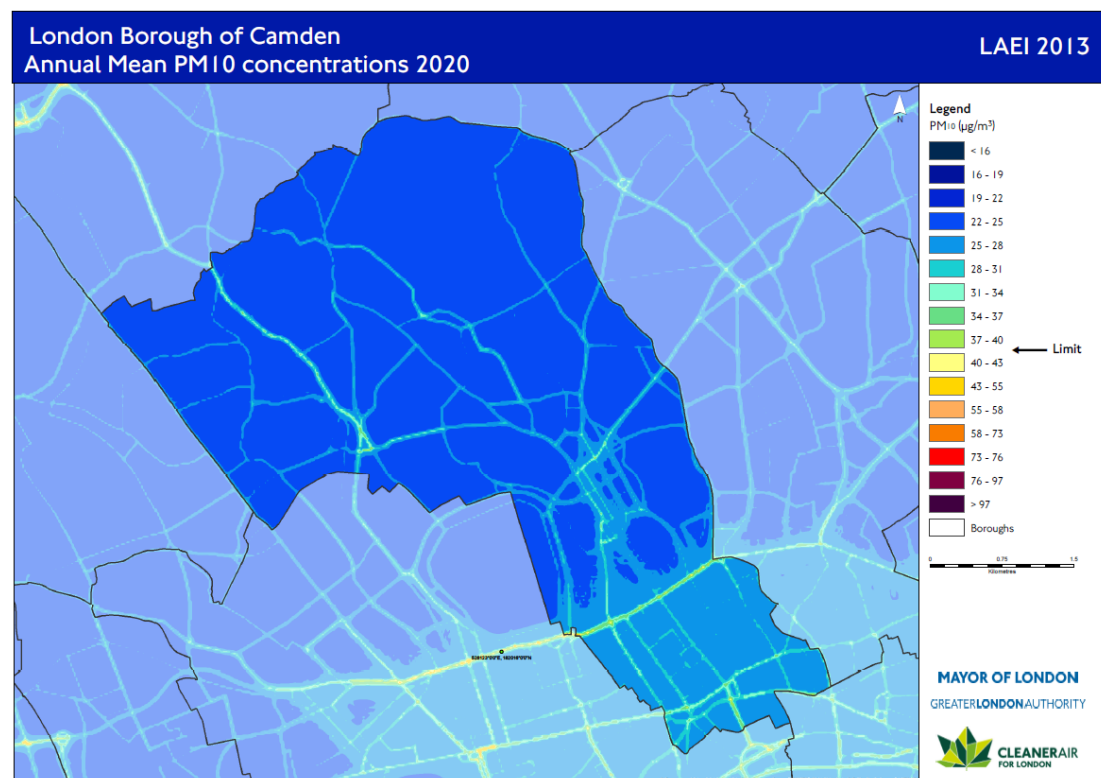 London Borough of Camden
Annual Mean PM10 concentrations 2020
LAEI 2013
N
Legend
PM10 (µg/m³)
< 16
16 - 19
19 - 22
22 - 25
25 - 28
28 - 31
31 - 34
34 - 37
37 - 40
40 - 43
43 - 55
55 - 58
58 - 73
73 - 76
76 - 97
> 97
Boroughs
Limit
0 0.75 1.5
Kilometres
MAYOR OF LONDON
GREATERLONDONAUTHORITY
CLEANERAIR
FOR LONDON